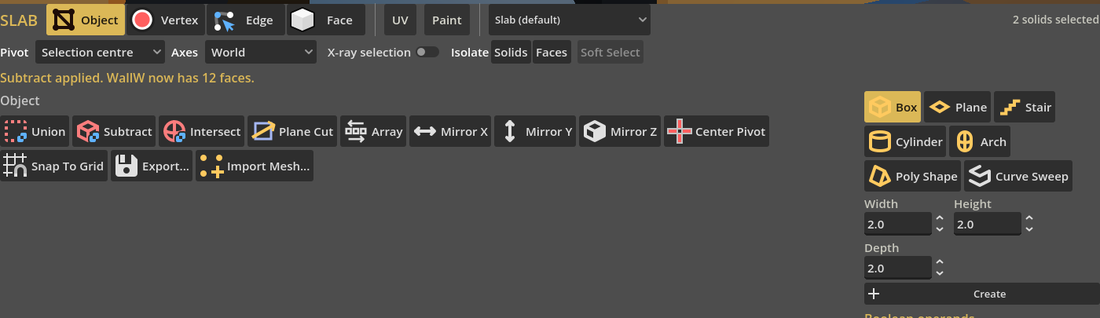 SLAB Object Vertex Edge Face UV Paint Slab (default) 2 solids selected
Pivot Selection centre Axes World X-ray selection Isolate Solids Faces Soft Select
Subtract applied. WallW now has 12 faces.
Object
Union Subtract Intersect Plane Cut Array Mirror X Mirror Y Mirror Z Center Pivot
Snap To Grid Export... Import Mesh...
Box Plane Stair
Cylinder Arch
Poly Shape Curve Sweep
Width Height
2.0 2.0
Depth
2.0
Create
Boolean operands